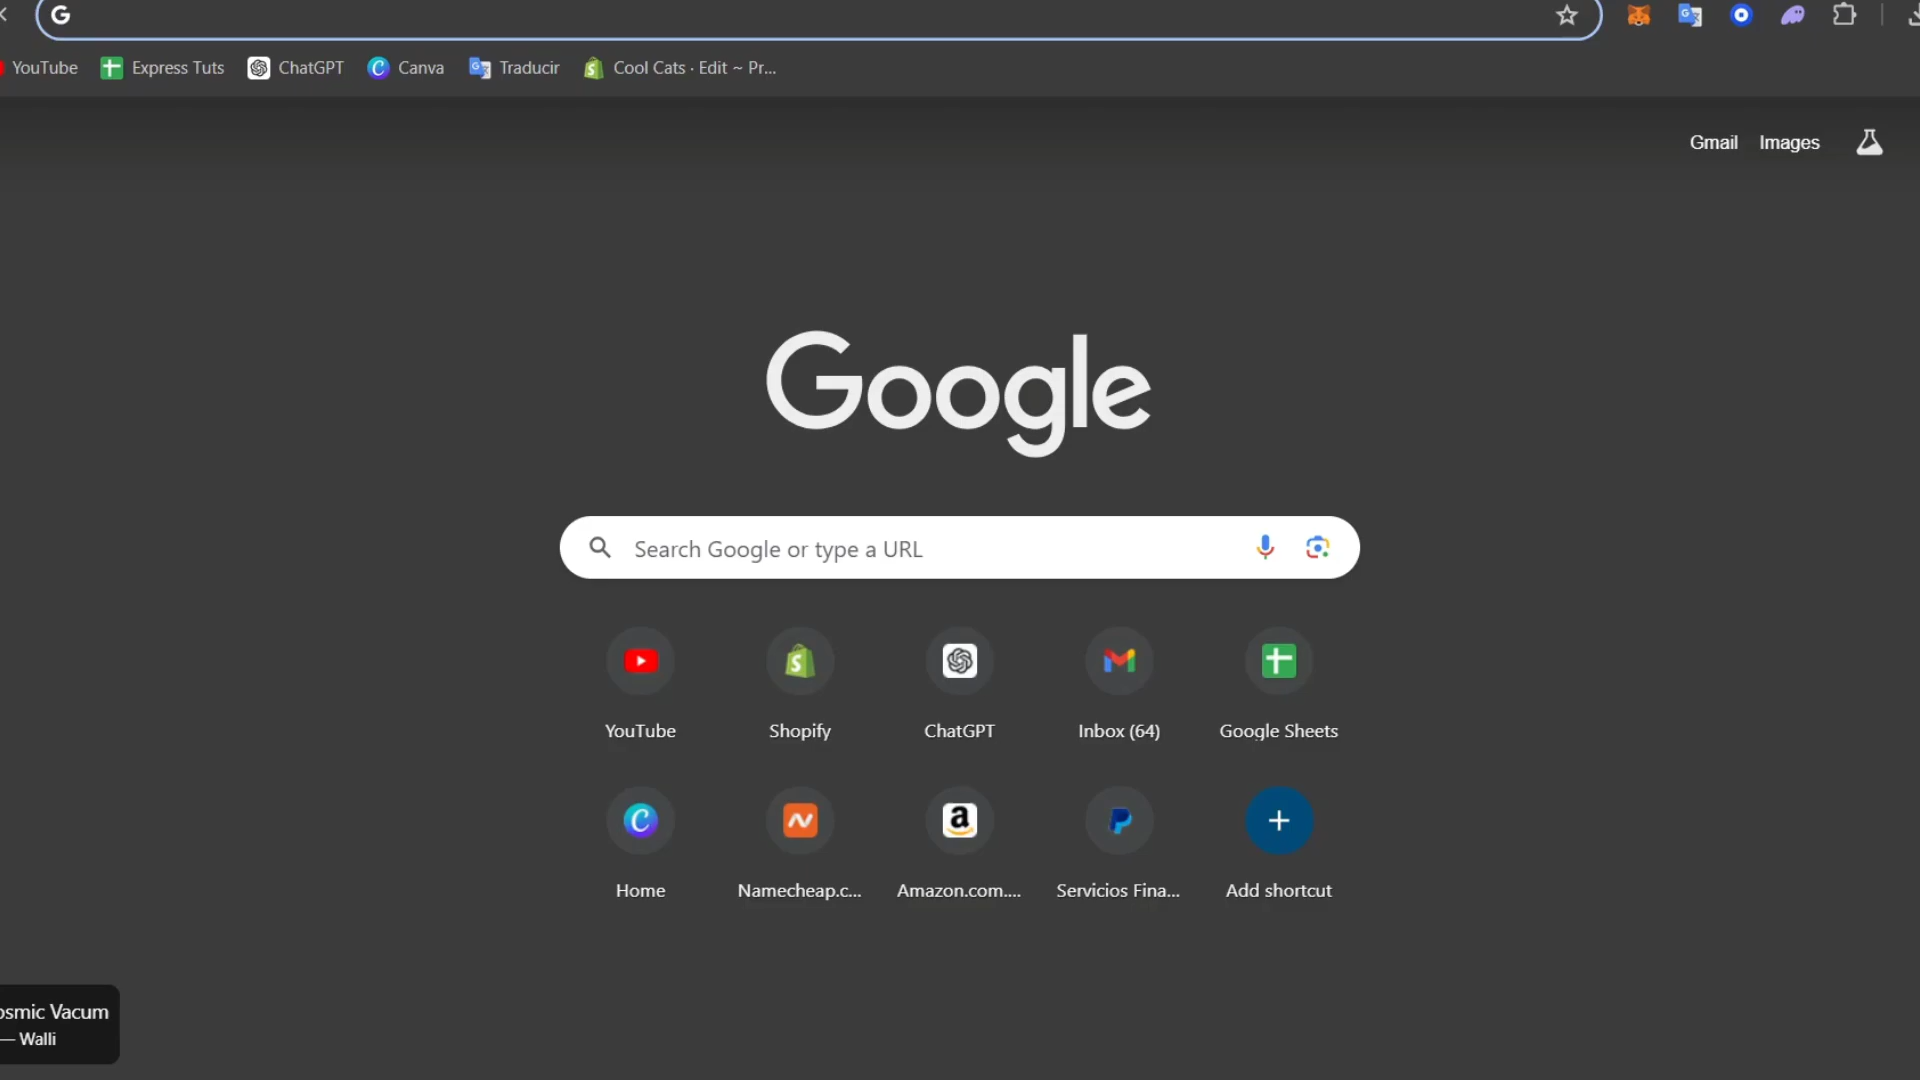 YouTube Express Tuts ChatGPT Canva Traducir Cool Cats · Edit ~ Pr...
Gmail Images
Google
Search Google or type a URL
YouTube Shopify ChatGPT Inbox (64) Google Sheets
Home Namecheap.c... Amazon.com.... Servicios Fina... Add shortcut
osmic Vacum
— Walli